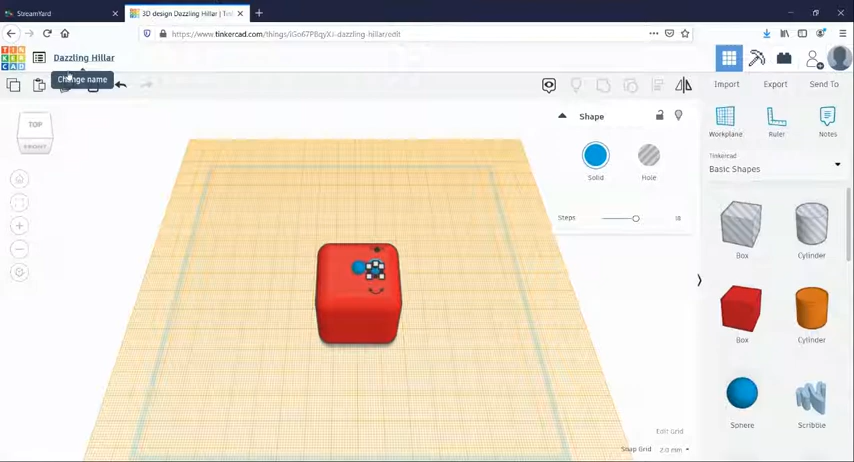 StreamYard
3D design Dazzling Hillar | Tin
https://www.tinkercad.com/things/
-dazzling-hillar/edit
TIN
KER
CAD
Dazzling Hillar
Change name
Import
Export
Send To
TOP
FRONT
Shape
Solid
Hole
Steps
18
Workplane
Ruler
Notes
Tinkercad
Basic Shapes
Box
Cylinder
Box
Cylinder
Sphere
Scribble
Edit Grid
Snap Grid
2.0 mm